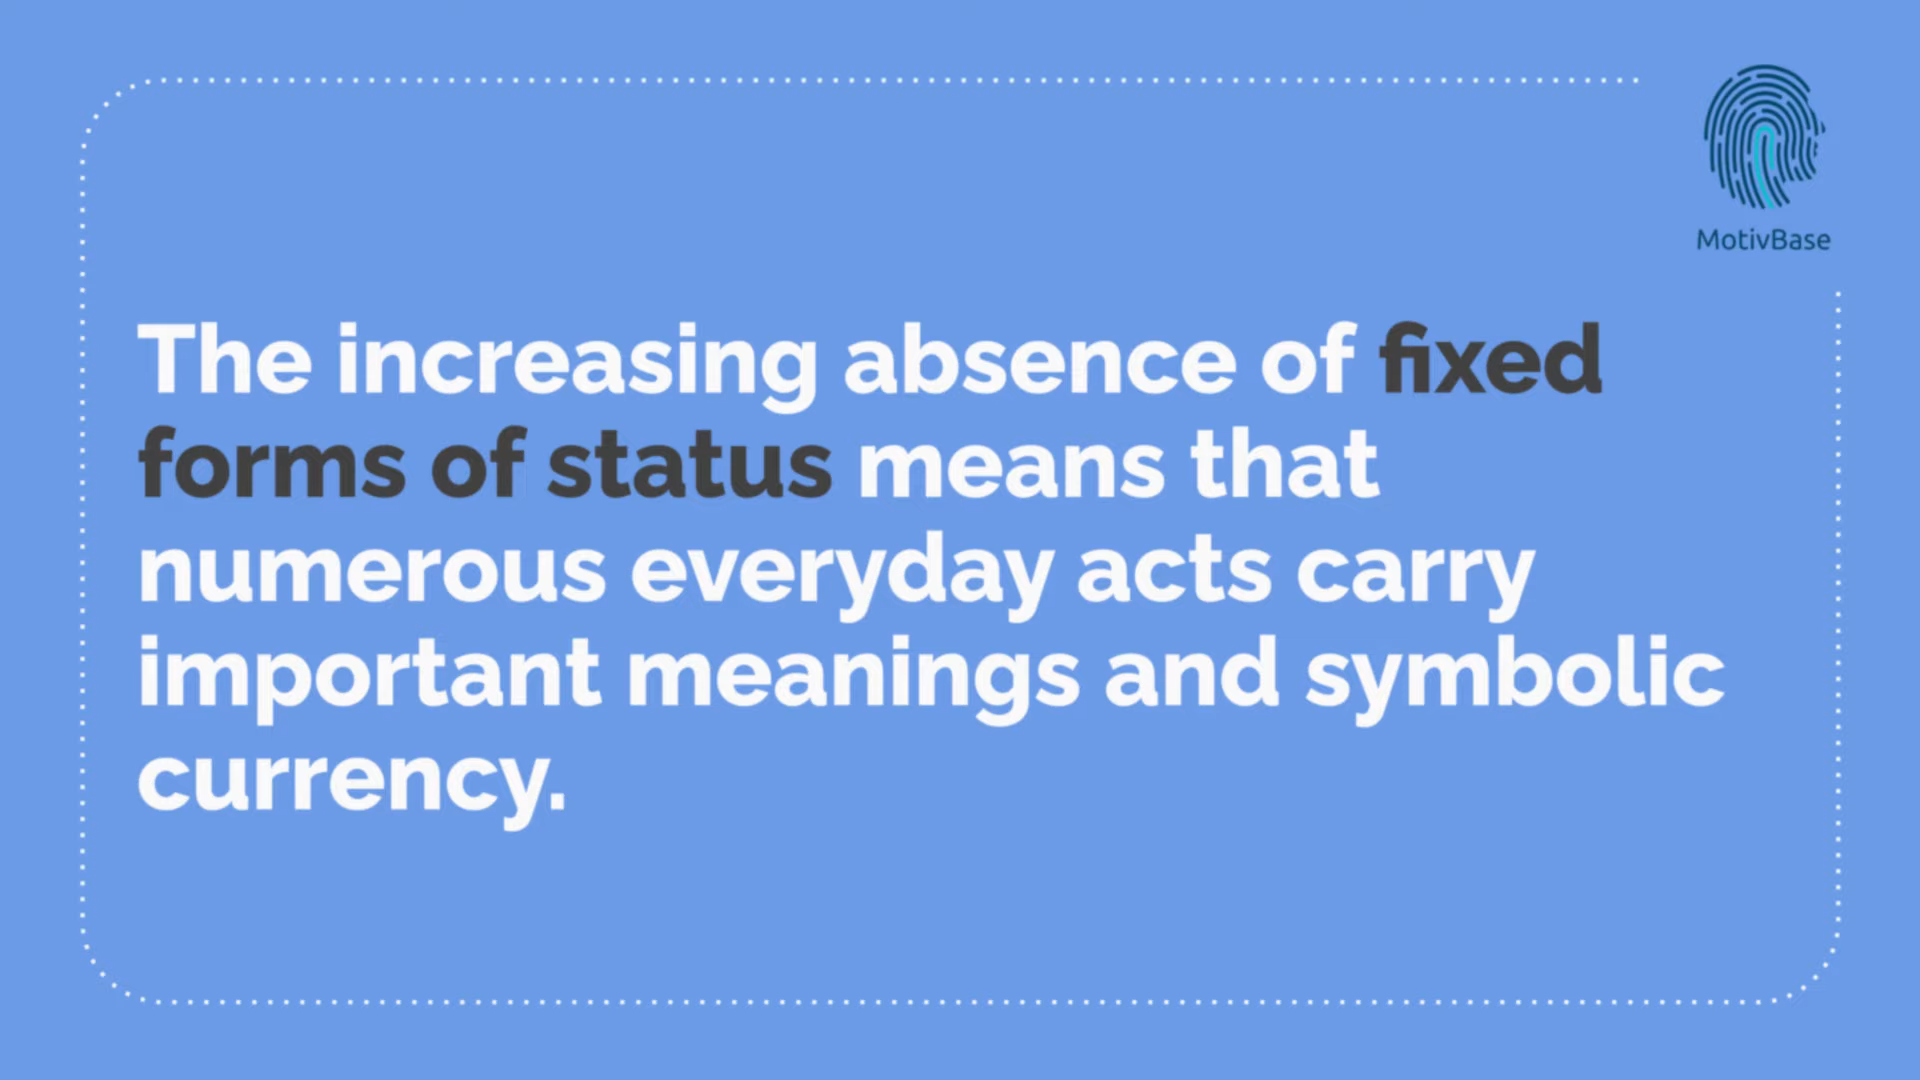 MotivBase
The increasing absence of fixed
forms of status means that
numerous everyday acts carry
important meanings and symbolic
currency.